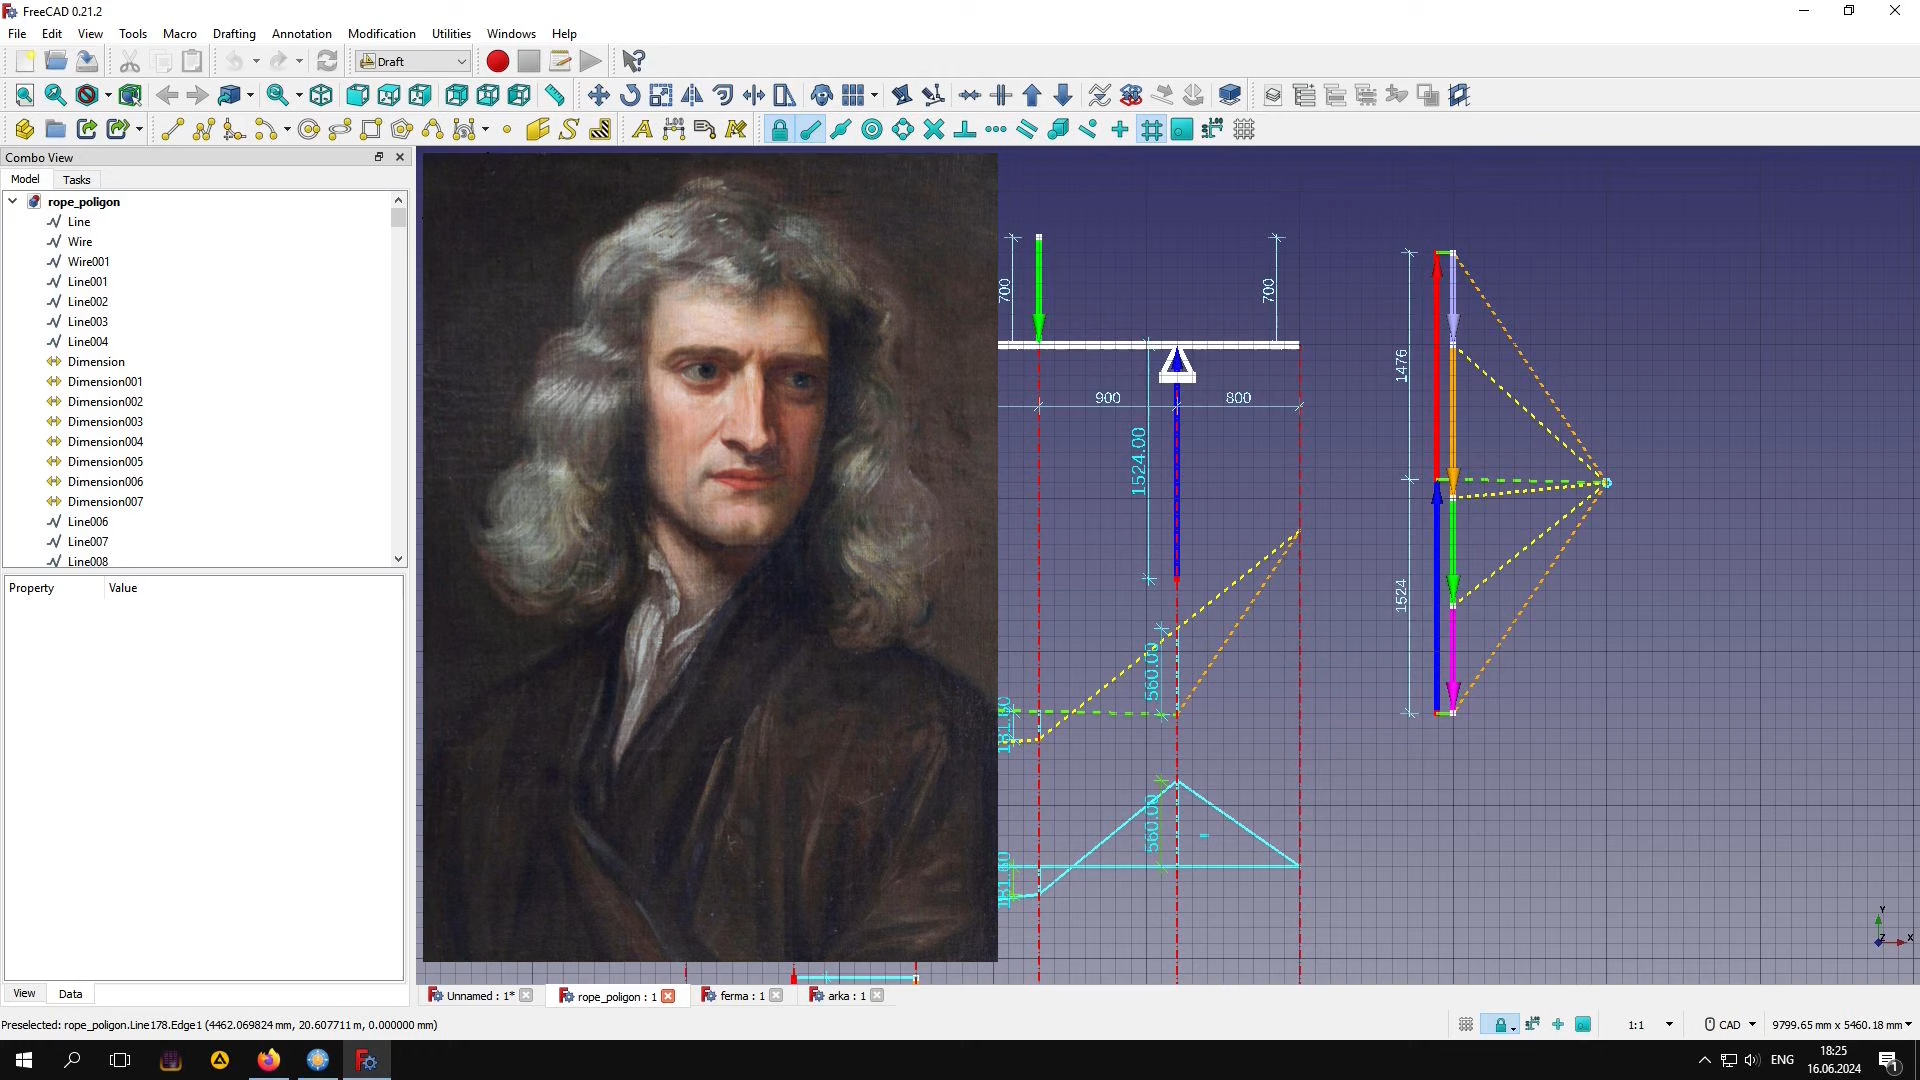 FreeCAD 0.21.2
File Edit View Tools Macro Drafting Annotation Modification Utilities Windows Help
Draft
Combo View
Model Tasks
rope_poligon
Line
Wire
Wire001
Line001
Line002
Line003
Line004
Dimension
Dimension001
Dimension002
Dimension003
Dimension004
Dimension005
Dimension006
Dimension007
Line006
Line007
Line008
Property Value
View Data
700
700
900
800
1524.00
560.00
560.00
1476
1524
Y
Z
X
Unnamed : 1*
rope_poligon : 1
ferma : 1
arka : 1
Preselected: rope_poligon.Line178.Edge1 (4462.069824 mm, 20.607711 mm, 0.000000 mm)
1:1
CAD
9799.65 mm x 5460.18 mm
ENG
18:25
16.06.2024
1